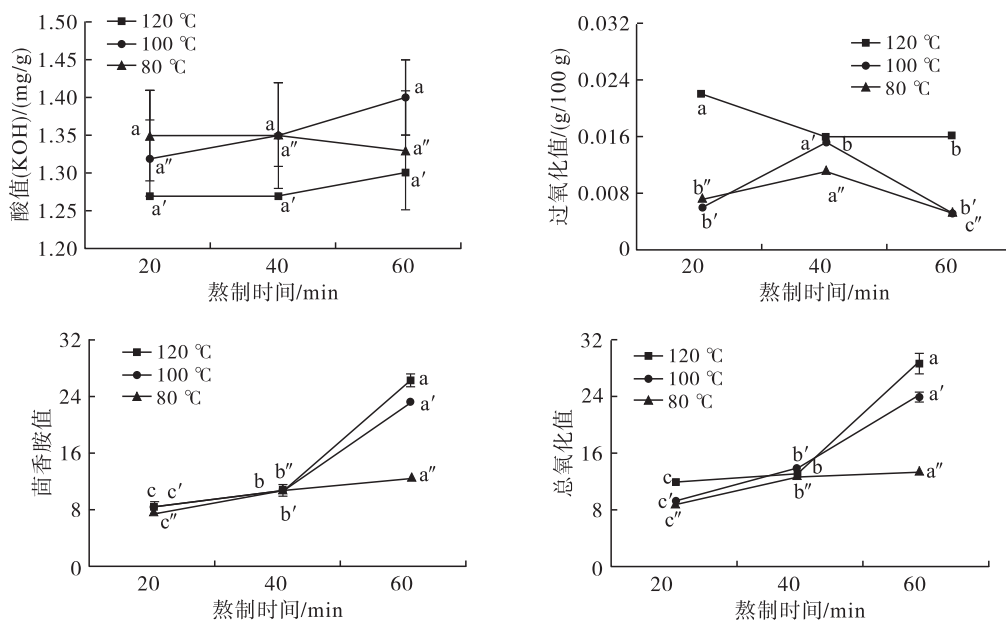 酸值(KOH)/(mg/g)
1.50
1.45
1.40
1.35
1.30
1.25
1.20
120 ℃
100 ℃
80 ℃
a
a″
a′
a
a″
a′
a
a″
a′
20
40
60
熬制时间/min
过氧化值/(g/100 g)
0.032
0.024
0.016
0.008
0
120 ℃
100 ℃
80 ℃
a
b″
b′
a′
b
a″
b
b′
c″
20
40
60
熬制时间/min
茴香胺值
32
24
16
8
0
120 ℃
100 ℃
80 ℃
c
c′
c″
b
b″
b′
a
a′
a″
20
40
60
熬制时间/min
总氧化值
32
24
16
8
0
120 ℃
100 ℃
80 ℃
c
c′
c″
b′
b
b″
a
a′
a″
20
40
60
熬制时间/min